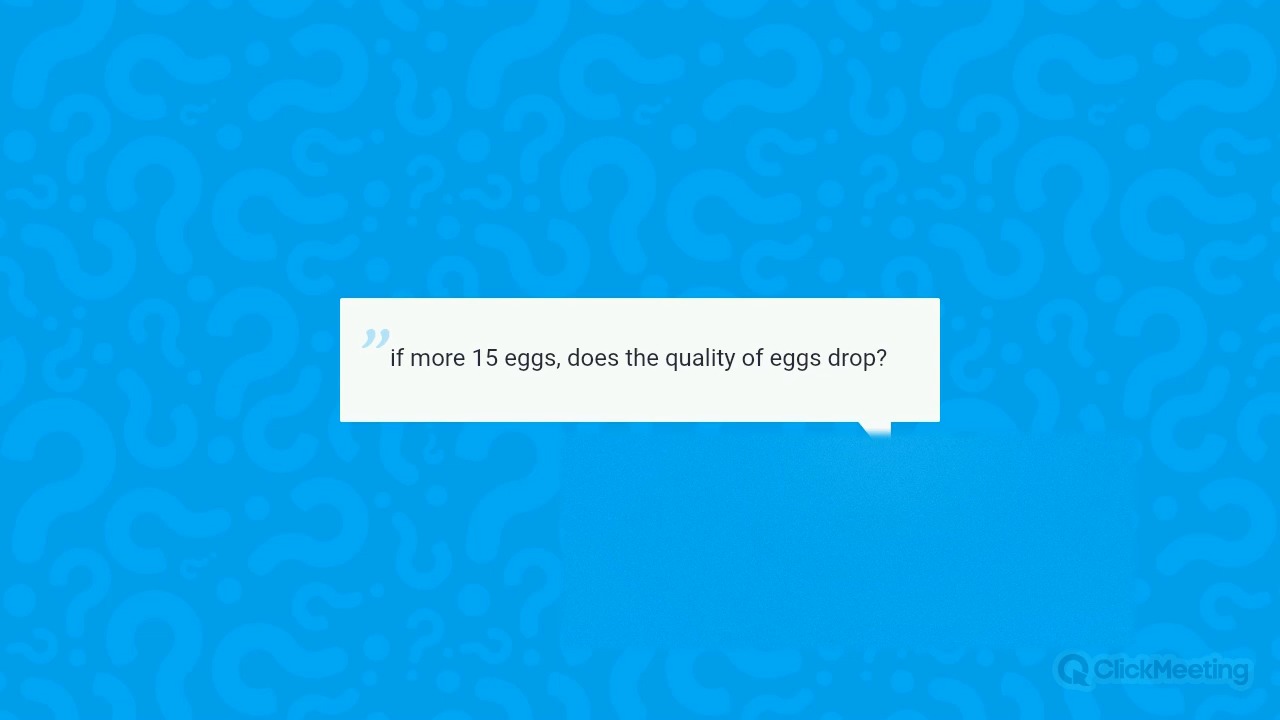 ” if more 15 eggs, does the quality of eggs drop?
ClickMeeting